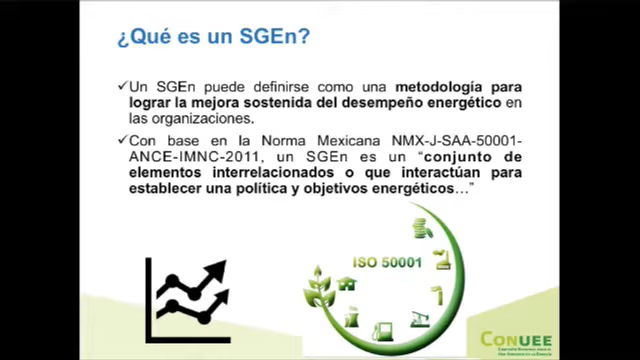 ¿Qué es un SGEn?
✓Un SGEn puede definirse como una metodología para
lograr la mejora sostenida del desempeño energético en
las organizaciones.
✓Con base en la Norma Mexicana NMX-J-SAA-50001-
ANCE-IMNC-2011, un SGEn es un “conjunto de
elementos interrelacionados o que interactúan para
establecer una política y objetivos energéticos…”
ISO 50001
CONUEE